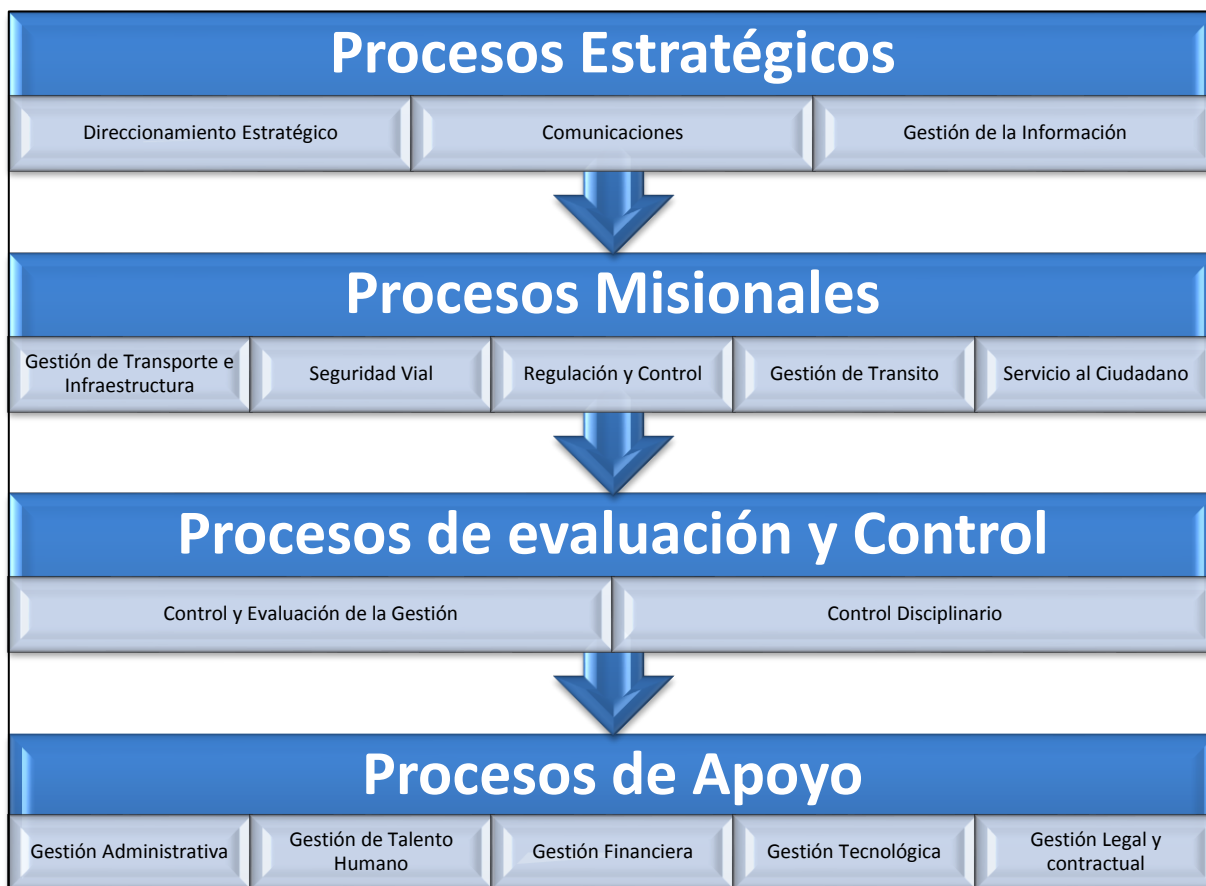 Procesos Estratégicos
Direccionamiento Estratégico
Comunicaciones
Gestión de la Información
Procesos Misionales
Gestión de Transporte e
Infraestructura
Seguridad Vial
Regulación y Control
Gestión de Transito
Servicio al Ciudadano
Procesos de evaluación y Control
Control y Evaluación de la Gestión
Control Disciplinario
Procesos de Apoyo
Gestión Administrativa
Gestión de Talento
Humano
Gestión Financiera
Gestión Tecnológica
Gestión Legal y
contractual